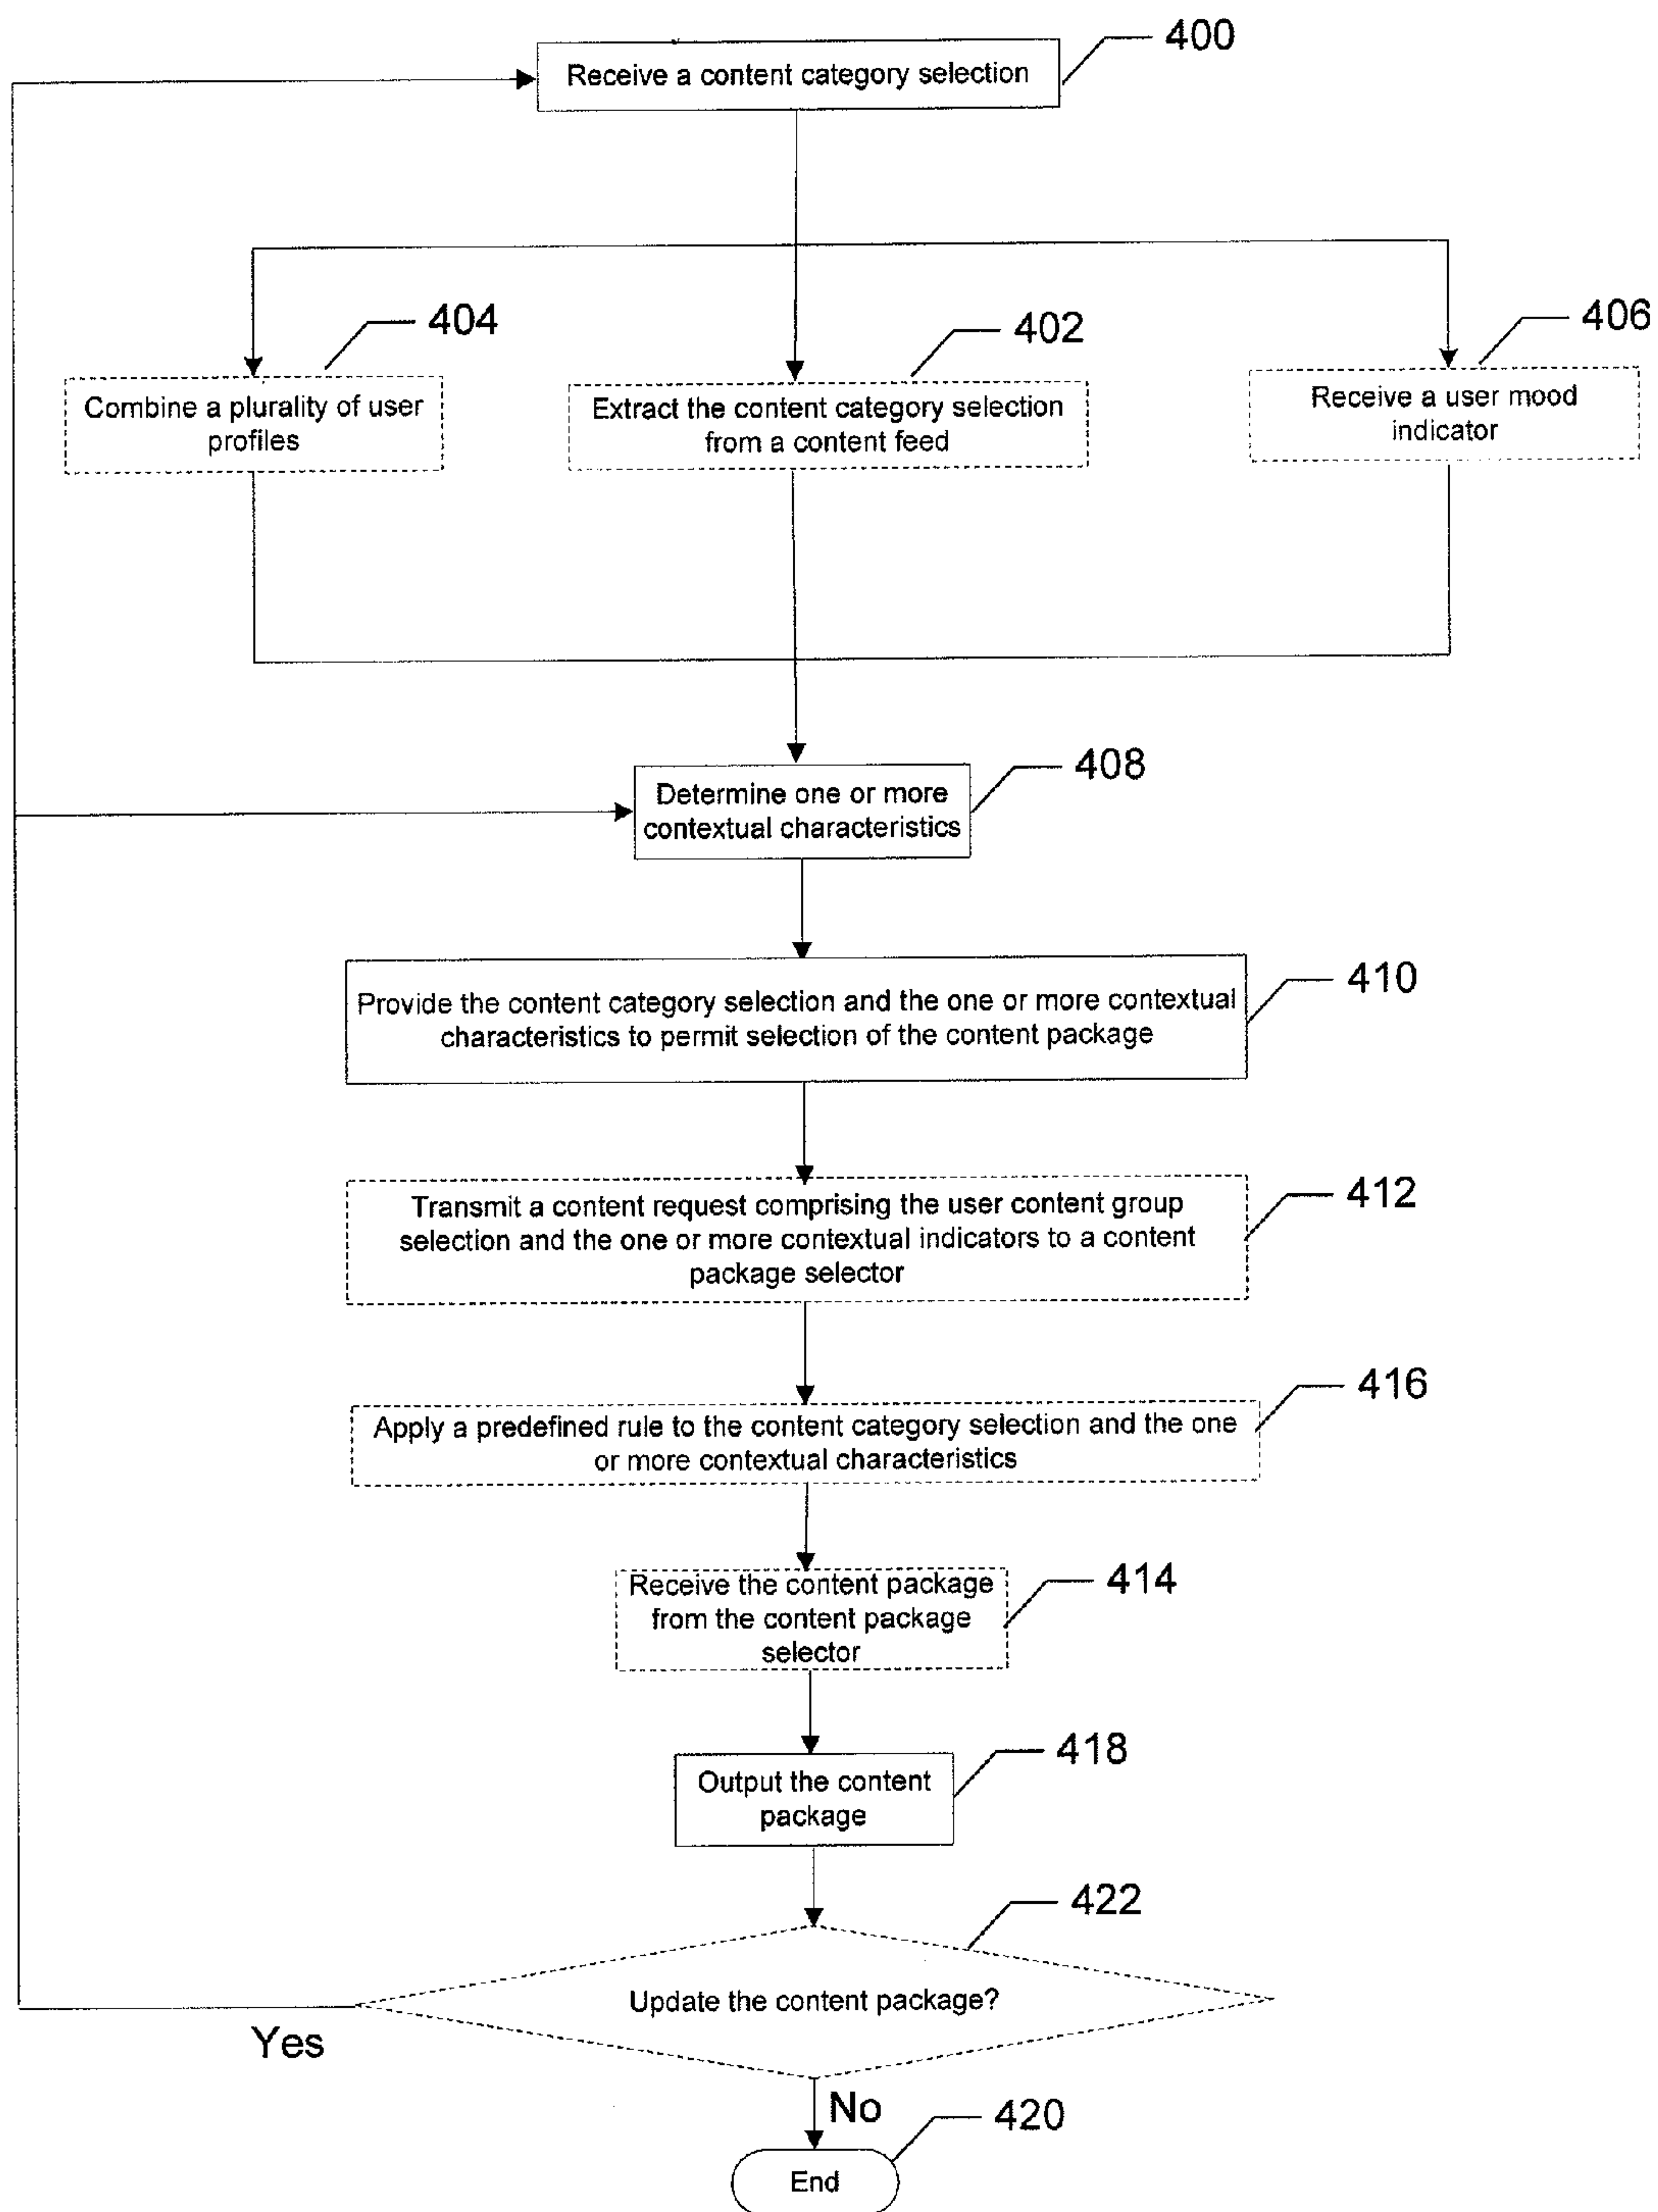 400
Receive a content category selection
404
402
406
Combine a plurality of user
profiles
Extract the content category selection
from a content feed
Receive a user mood
indicator
408
Determine one or more
contextual characteristics
410
Provide the content category selection and the one or more contextual
characteristics to permit selection of the content package
412
Transmit a content request comprising the user content group
selection and the one or more contextual indicators to a content
package selector
416
Apply a predefined rule to the content category selection and the one
or more contextual characteristics
414
Receive the content package
from the content package
selector
418
Output the content
package
422
Update the content package?
Yes
No
420
End